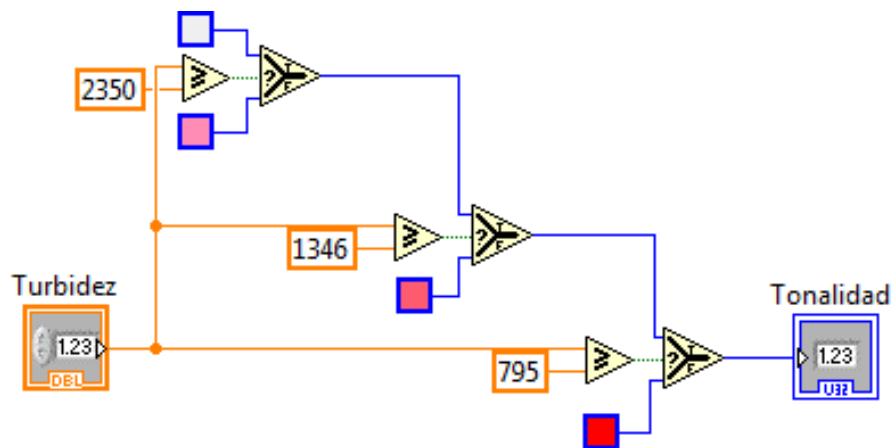 2350
?
T
F
1346
?
T
F
Turbidez
1.23
DBL
795
?
T
F
Tonalidad
1.23
U32